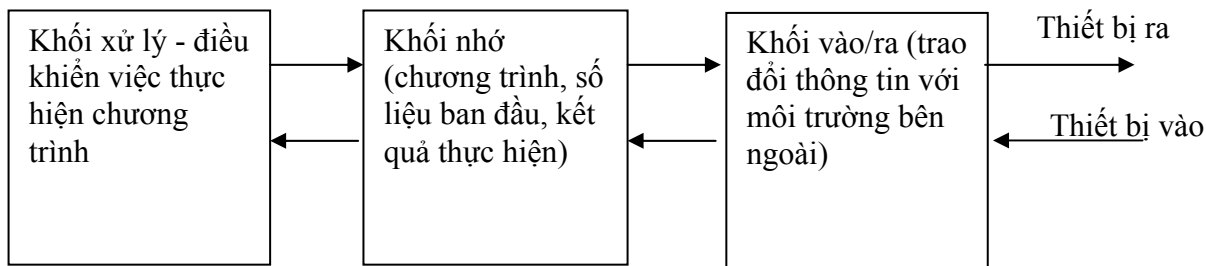 Khối xử lý - điều
khiển việc thực
hiện chương
trình
Khối nhớ
(chương trình, số
liệu ban đầu, kết
quả thực hiện)
Khối vào/ra (trao
đổi thông tin với
môi trường bên
ngoài)
Thiết bị ra
Thiết bị vào